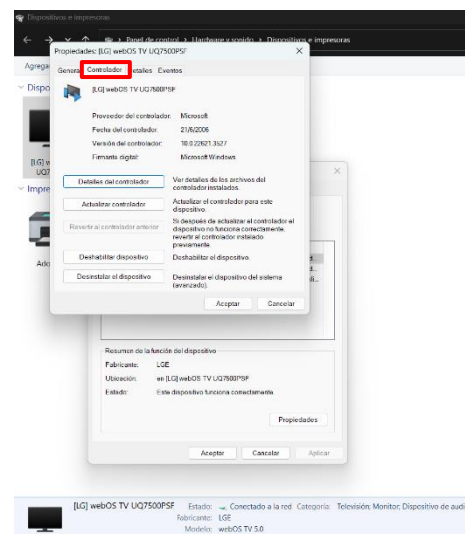 Dispositivos e impresoras
Panel de control > Hardware y sonido > Dispositivos e impresoras
Propiedades: [LG] webOS TV UQ7500PSF
Agrega
General Controlador Detalles Eventos
Dispo
[LG] webOS TV UQ7500PSF
Proveedor del controlador: Microsoft
Fecha del controlador: 21/6/2006
Versión del controlador: 10.0.22621.3527
Firmante digital: Microsoft Windows
[LG] w
UQ7
Detalles del controlador
Ver detalles de los archivos del
controlador instalados.
Impre
Actualizar controlador
Actualizar el controlador para este
dispositivo.
Revertir al controlador anterior
Si después de actualizar el controlador el
dispositivo no funciona correctamente,
revertir al controlador instalado
previamente.
Ado
Deshabilitar dispositivo
Deshabilitar el dispositivo.
Desinstalar el dispositivo
Desinstalar el dispositivo del sistema
(avanzado).
Aceptar Cancelar
Resumen de la función del dispositivo
Fabricante: LGE
Ubicación: en [LG] webOS TV UQ7500PSF
Estado: Este dispositivo funciona correctamente.
Propiedades
Aceptar Cancelar Aplicar
[LG] webOS TV UQ7500PSF Estado: Conectado a la red Categoría: Televisión; Monitor; Dispositivo de audi
Fabricante: LGE
Modelo: webOS TV 5.0